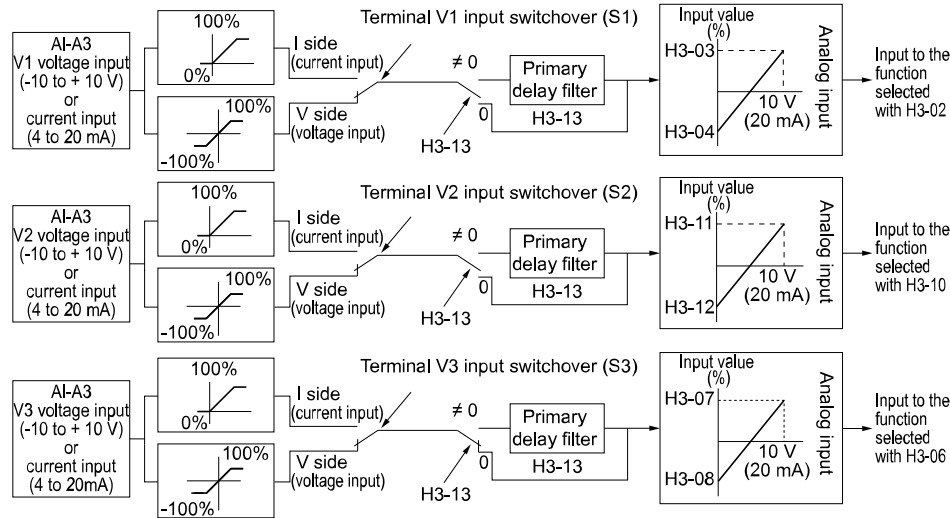 AI-A3
V1 voltage input
(-10 to + 10 V)
or
current input
(4 to 20 mA)
100%
0%
100%
-100%
I side
(current input)
V side
(voltage input)
Terminal V1 input switchover (S1)
≠ 0
0
H3-13
Primary
delay filter
H3-13
Input value
(%)
H3-03
H3-04
10 V
(20 mA)
Analog input
Input to the
function
selected
with H3-02
AI-A3
V2 voltage input
(-10 to + 10 V)
or
current input
(4 to 20 mA)
100%
0%
100%
-100%
I side
(current input)
V side
(voltage input)
Terminal V2 input switchover (S2)
≠ 0
0
H3-13
Primary
delay filter
H3-13
Input value
(%)
H3-11
H3-12
10 V
(20 mA)
Analog input
Input to the
function
selected
with H3-10
AI-A3
V3 voltage input
(-10 to + 10 V)
or
current input
(4 to 20mA)
100%
0%
100%
-100%
I side
(current input)
V side
(voltage input)
Terminal V3 input switchover (S3)
≠ 0
0
H3-13
Primary
delay filter
H3-13
Input value
(%)
H3-07
H3-08
10 V
(20 mA)
Analog input
Input to the
function
selected
with H3-06